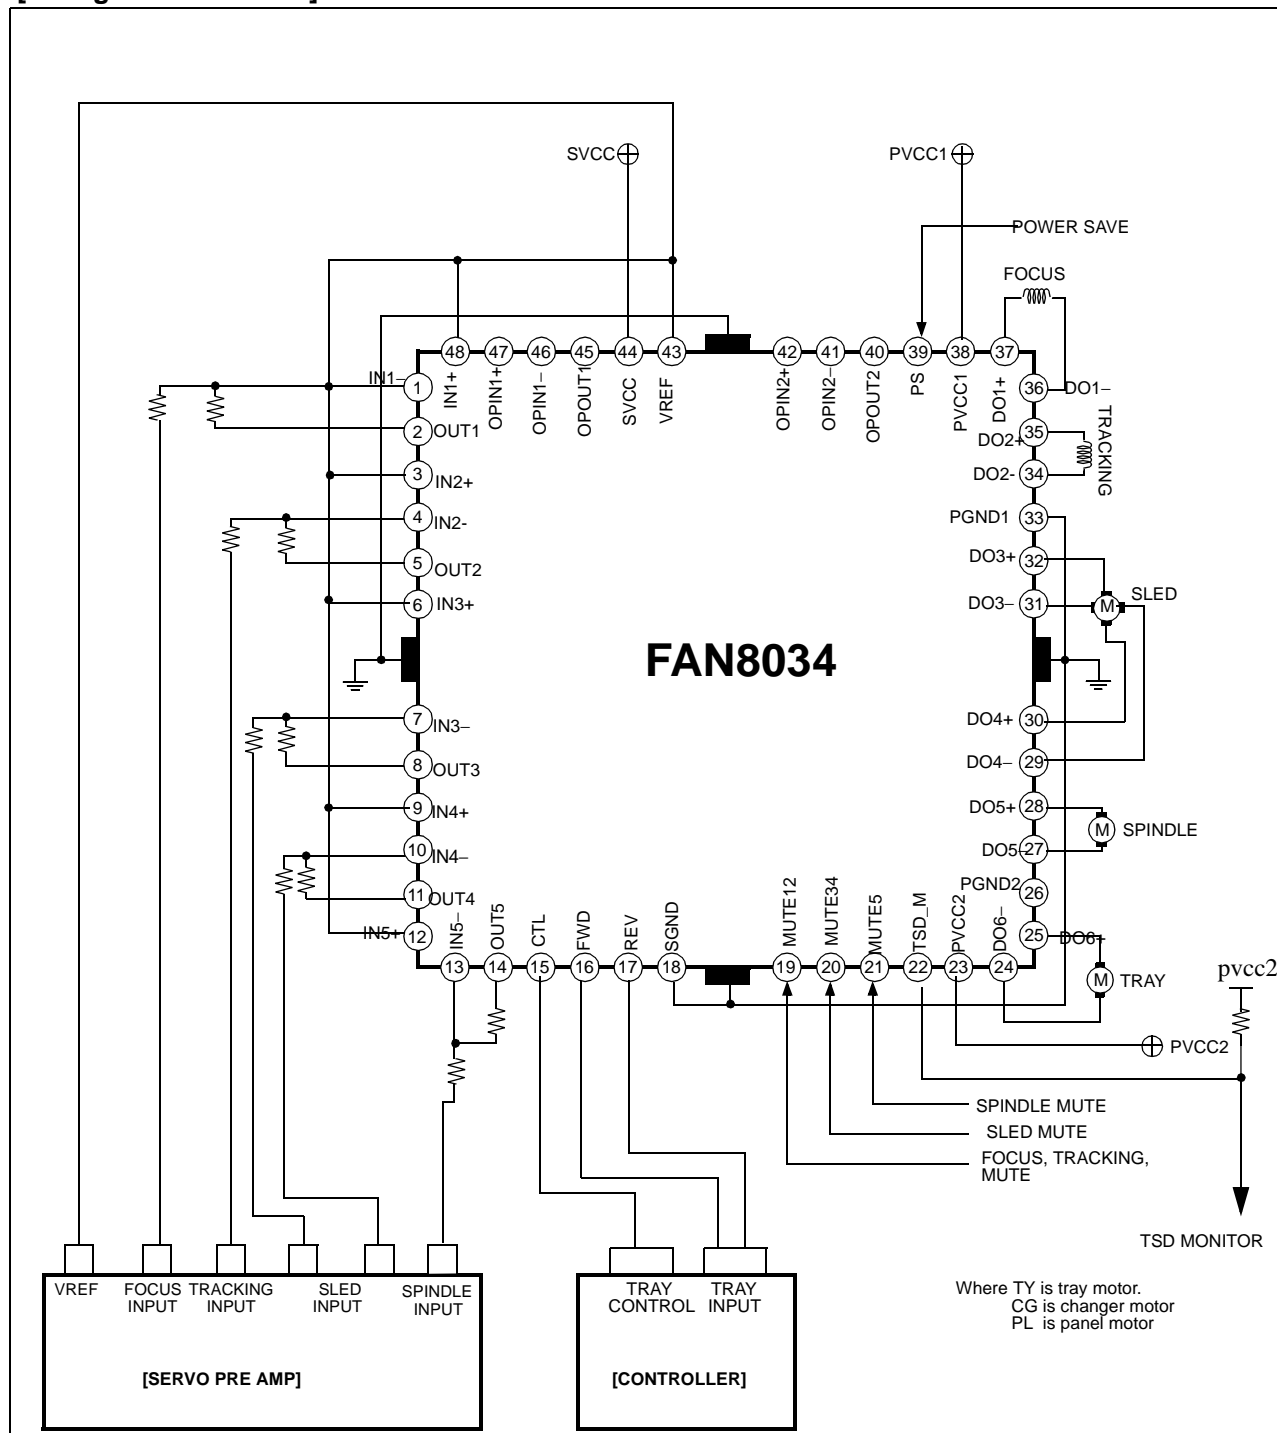 SVCC
PVCC1
POWER SAVE
FOCUS
48 47 46 45 44 43 42 41 40 39 38 37
IN1+
OPIN1+
OPIN1−
OPOUT1
SVCC
VREF
OPIN2+
OPIN2−
OPOUT2
PS
PVCC1
DO1+
IN1−
1
2
OUT1
3
IN2+
4
IN2-
5
OUT2
6
IN3+
7
IN3−
8
OUT3
9
IN4+
10
IN4−
11
OUT4
IN5+
12
FAN8034
36
DO1−
TRACKING
35
DO2+
DO2-
34
PGND1
33
DO3+
32
DO3−
31
M
SLED
DO4+
30
DO4−
29
DO5+
28
M
SPINDLE
DO5−
27
PGND2
26
25
DO6+
M
TRAY
IN5−
OUT5
CTL
FWD
REV
SGND
MUTE12
MUTE34
MUTE5
TSD_M
PVCC2
DO6−
13 14 15 16 17 18 19 20 21 22 23 24
pvcc2
PVCC2
SPINDLE MUTE
SLED MUTE
FOCUS, TRACKING,
MUTE
TSD MONITOR
VREF
FOCUS
INPUT
TRACKING
INPUT
SLED
INPUT
SPINDLE
INPUT
[SERVO PRE AMP]
TRAY
CONTROL
TRAY
INPUT
[CONTROLLER]
Where TY is tray motor.
CG is changer motor
PL is panel motor